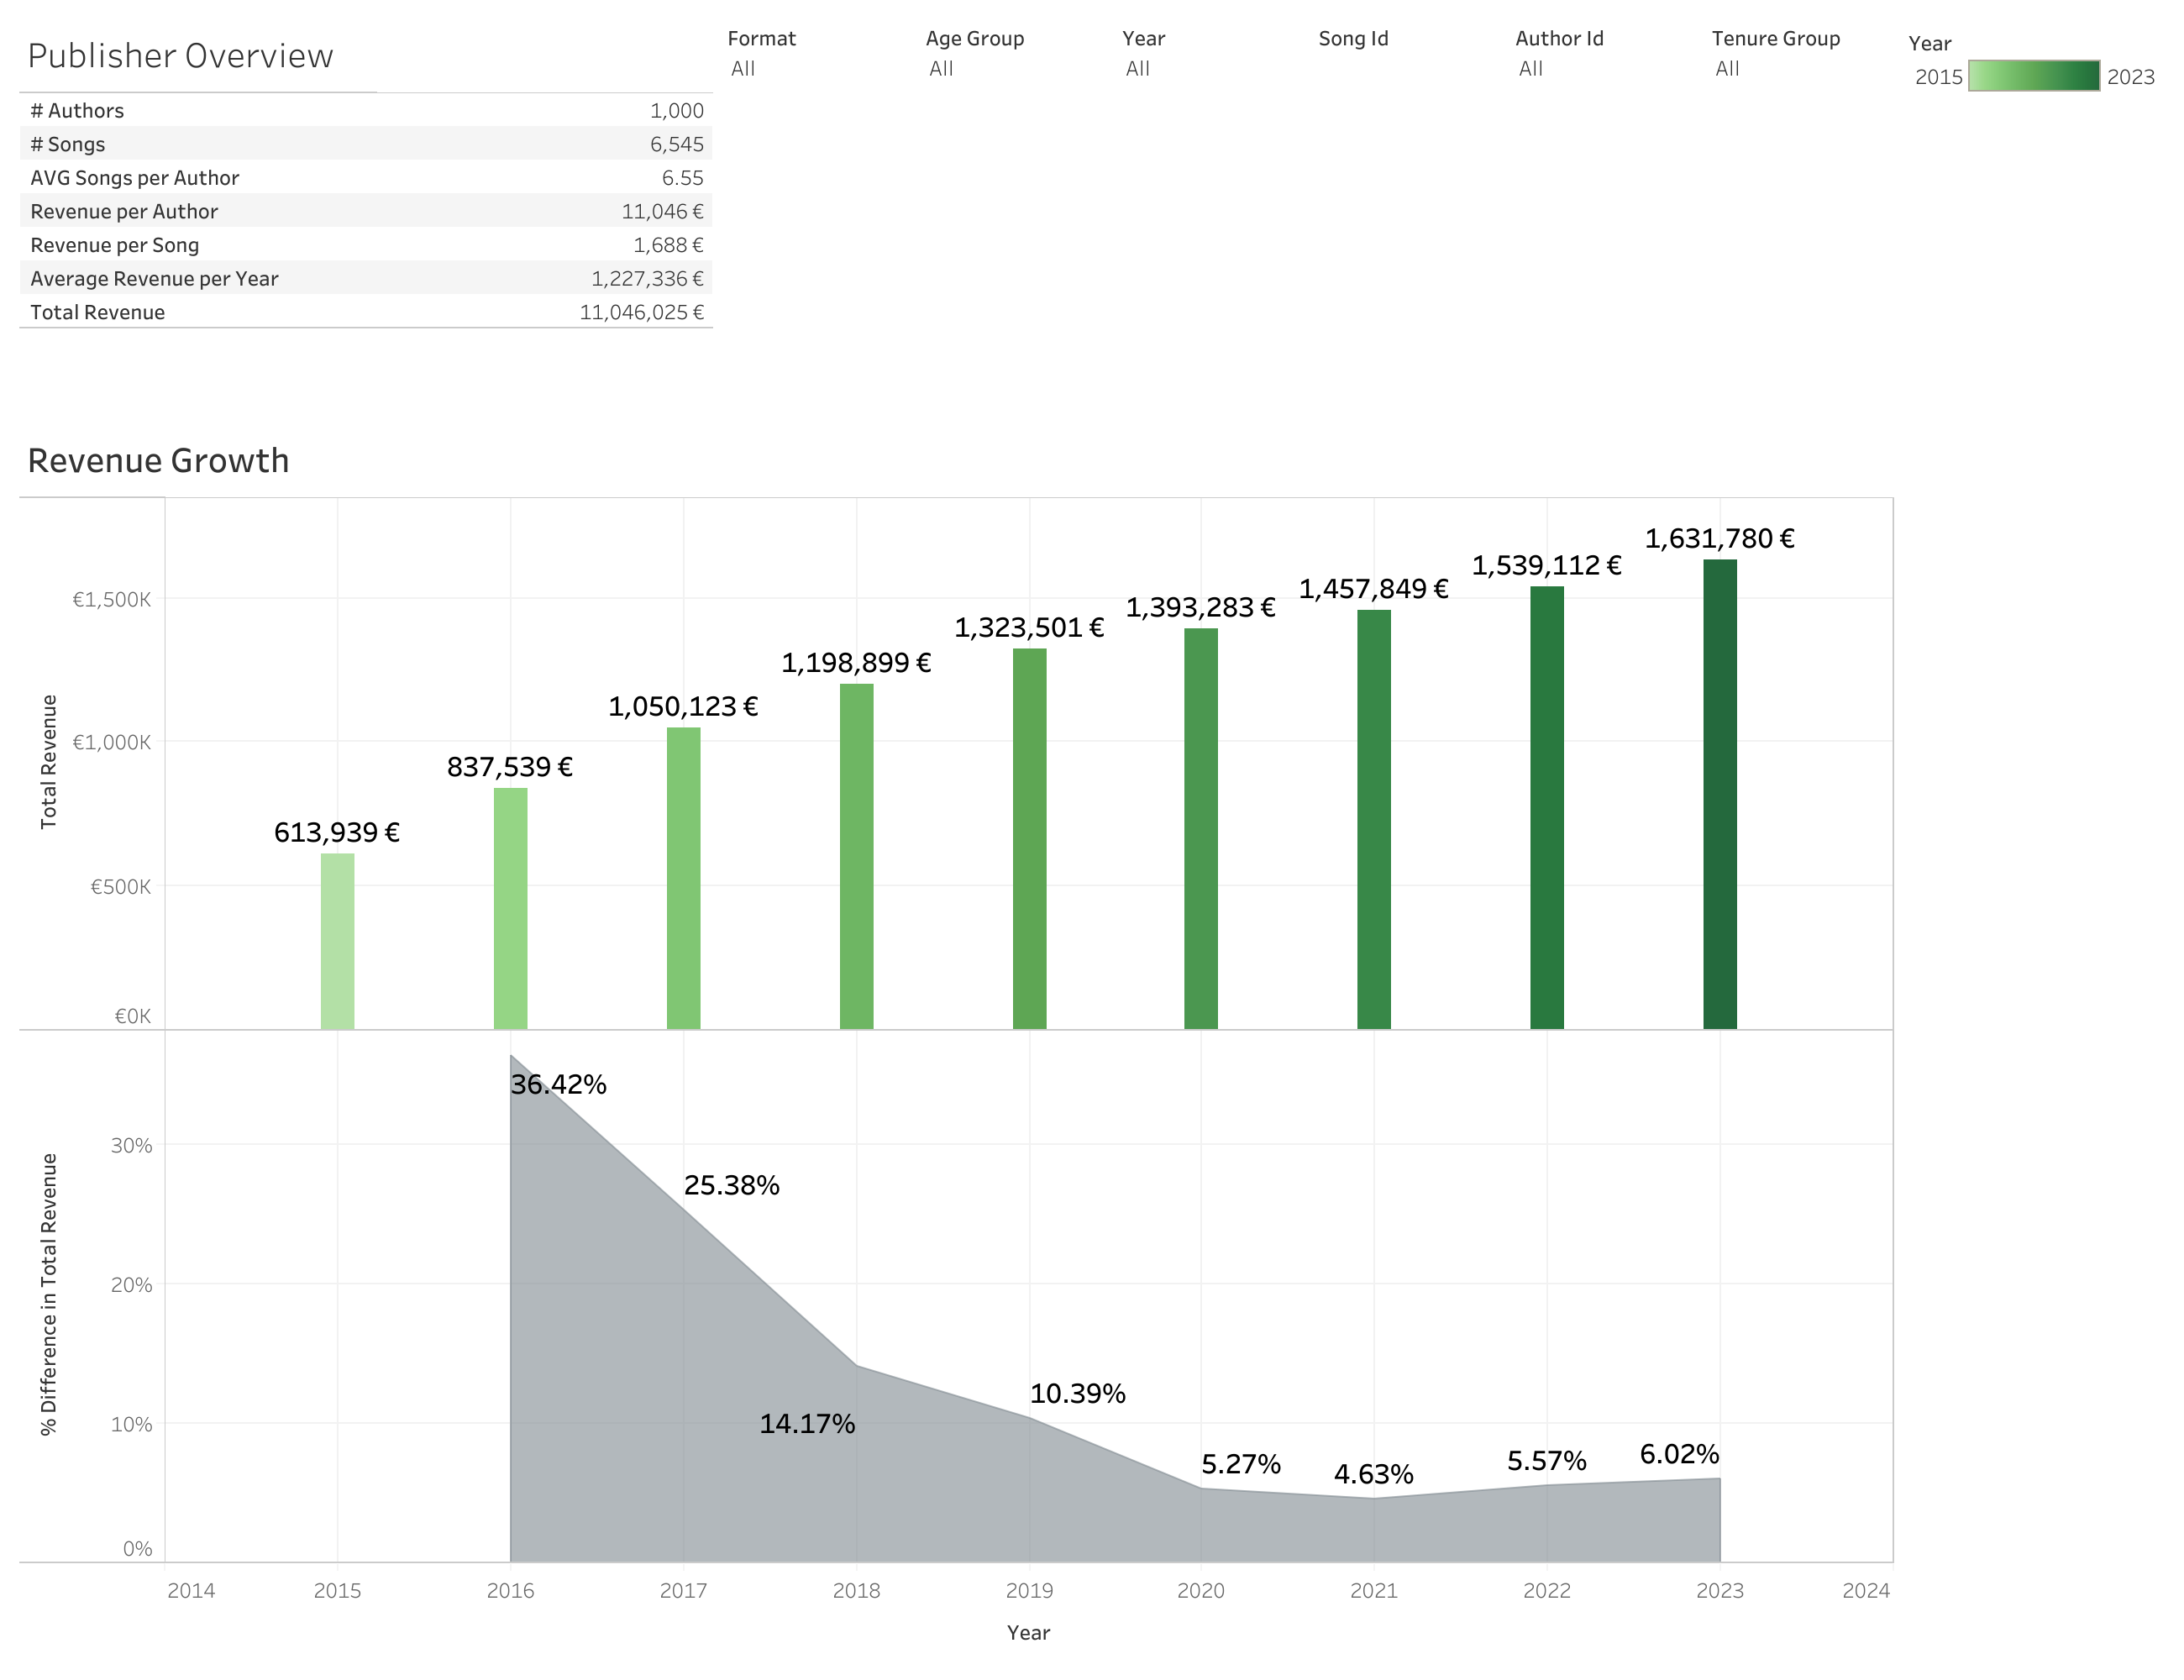 Publisher Overview
Format
Age Group
Year
Song Id
Author Id
Tenure Group
All
All
All
All
All
Year
2015
2023
# Authors 1,000
# Songs 6,545
AVG Songs per Author 6.55
Revenue per Author 11,046 €
Revenue per Song 1,688 €
Average Revenue per Year 1,227,336 €
Total Revenue 11,046,025 €
Revenue Growth
Total Revenue
€1,500K
€1,000K
€500K
€0K
613,939 €
837,539 €
1,050,123 €
1,198,899 €
1,323,501 €
1,393,283 €
1,457,849 €
1,539,112 €
1,631,780 €
% Difference in Total Revenue
30%
20%
10%
0%
36.42%
25.38%
14.17%
10.39%
5.27%
4.63%
5.57%
6.02%
2014
2015
2016
2017
2018
2019
2020
2021
2022
2023
2024
Year